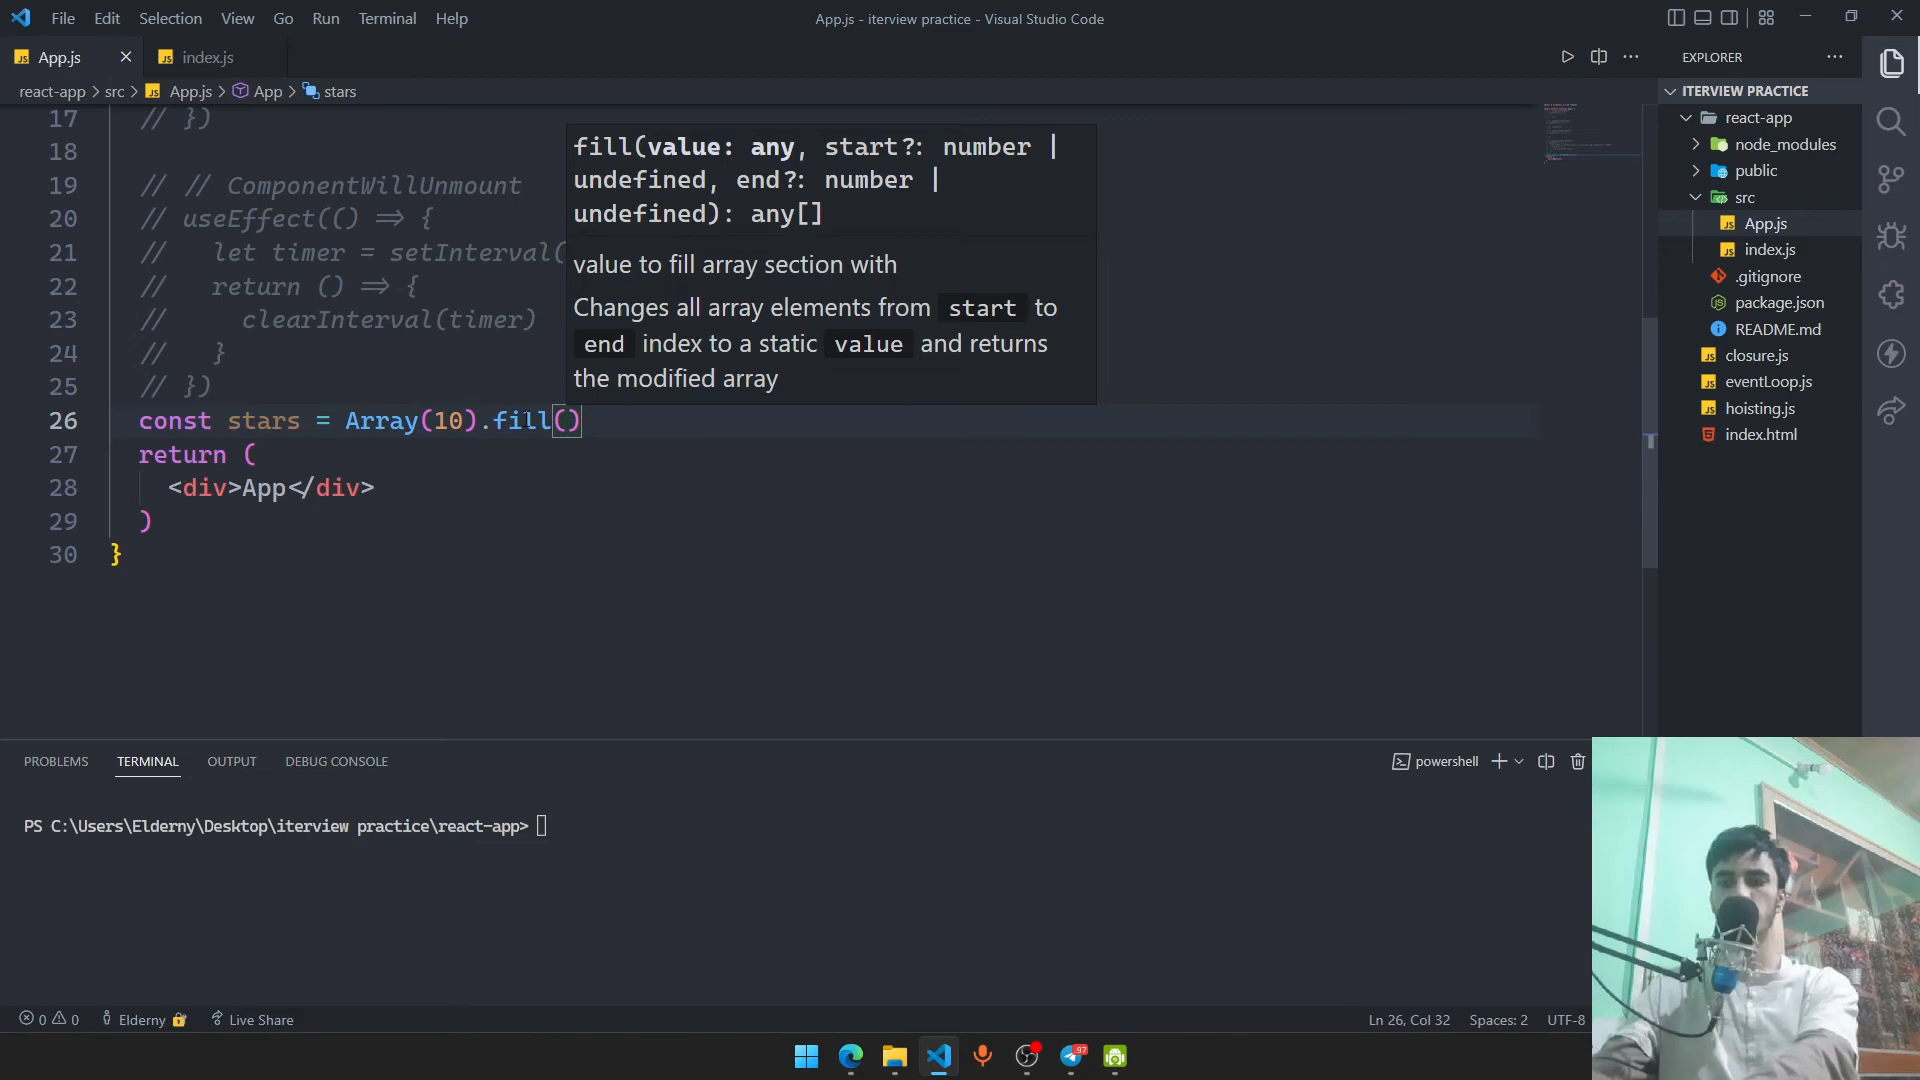 File Edit Selection View Go Run Terminal Help
App.js - iterview practice - Visual Studio Code
App.js
index.js
EXPLORER
react-app > src > App.js > App > stars
ITERVIEW PRACTICE
react-app
node_modules
public
src
App.js
index.js
.gitignore
package.json
README.md
closure.js
eventLoop.js
hoisting.js
index.html
17 // })
18
19 // // ComponentWillUnmount
20 // useEffect(() => {
21 // let timer = setInterval(
22 // return () => {
23 // clearInterval(timer)
24 // }
25 // })
26 const stars = Array(10).fill()
27 return (
28 <div>App</div>
29 )
30 }
fill(value: any, start?: number |
undefined, end?: number |
undefined): any[]
value to fill array section with
Changes all array elements from start to
end index to a static value and returns
the modified array
PROBLEMS TERMINAL OUTPUT DEBUG CONSOLE
powershell
PS C:\Users\Elderny\Desktop\iterview practice\react-app>
0 0 Elderny Live Share
Ln 26, Col 32 Spaces: 2 UTF-8
97